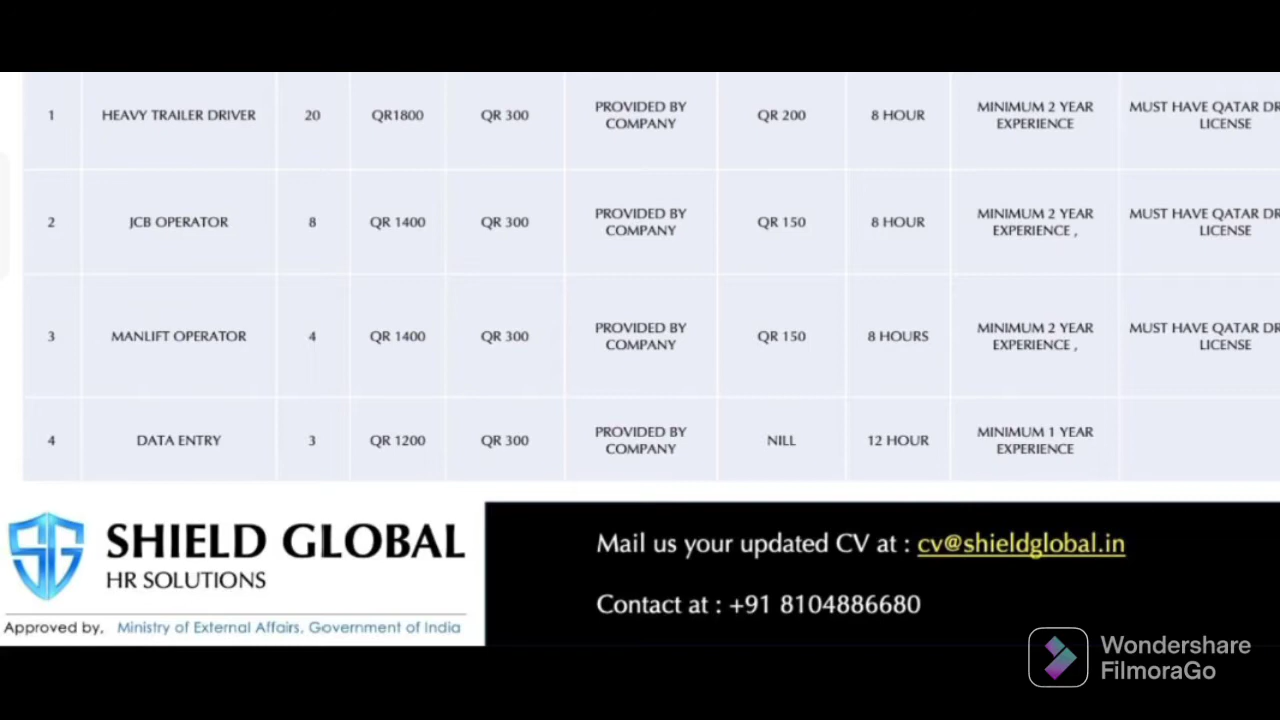 1 HEAVY TRAILER DRIVER 20 QR1800 QR 300 PROVIDED BY COMPANY QR 200 8 HOUR MINIMUM 2 YEAR EXPERIENCE MUST HAVE QATAR DR LICENSE
2 JCB OPERATOR 8 QR 1400 QR 300 PROVIDED BY COMPANY QR 150 8 HOUR MINIMUM 2 YEAR EXPERIENCE , MUST HAVE QATAR DR LICENSE
3 MANLIFT OPERATOR 4 QR 1400 QR 300 PROVIDED BY COMPANY QR 150 8 HOURS MINIMUM 2 YEAR EXPERIENCE , MUST HAVE QATAR DR LICENSE
4 DATA ENTRY 3 QR 1200 QR 300 PROVIDED BY COMPANY NILL 12 HOUR MINIMUM 1 YEAR EXPERIENCE
SG
SHIELD GLOBAL
HR SOLUTIONS
Approved by, Ministry of External Affairs, Government of India
Mail us your updated CV at : cv@shieldglobal.in
Contact at : +91 8104886680
Wondershare
FilmoraGo